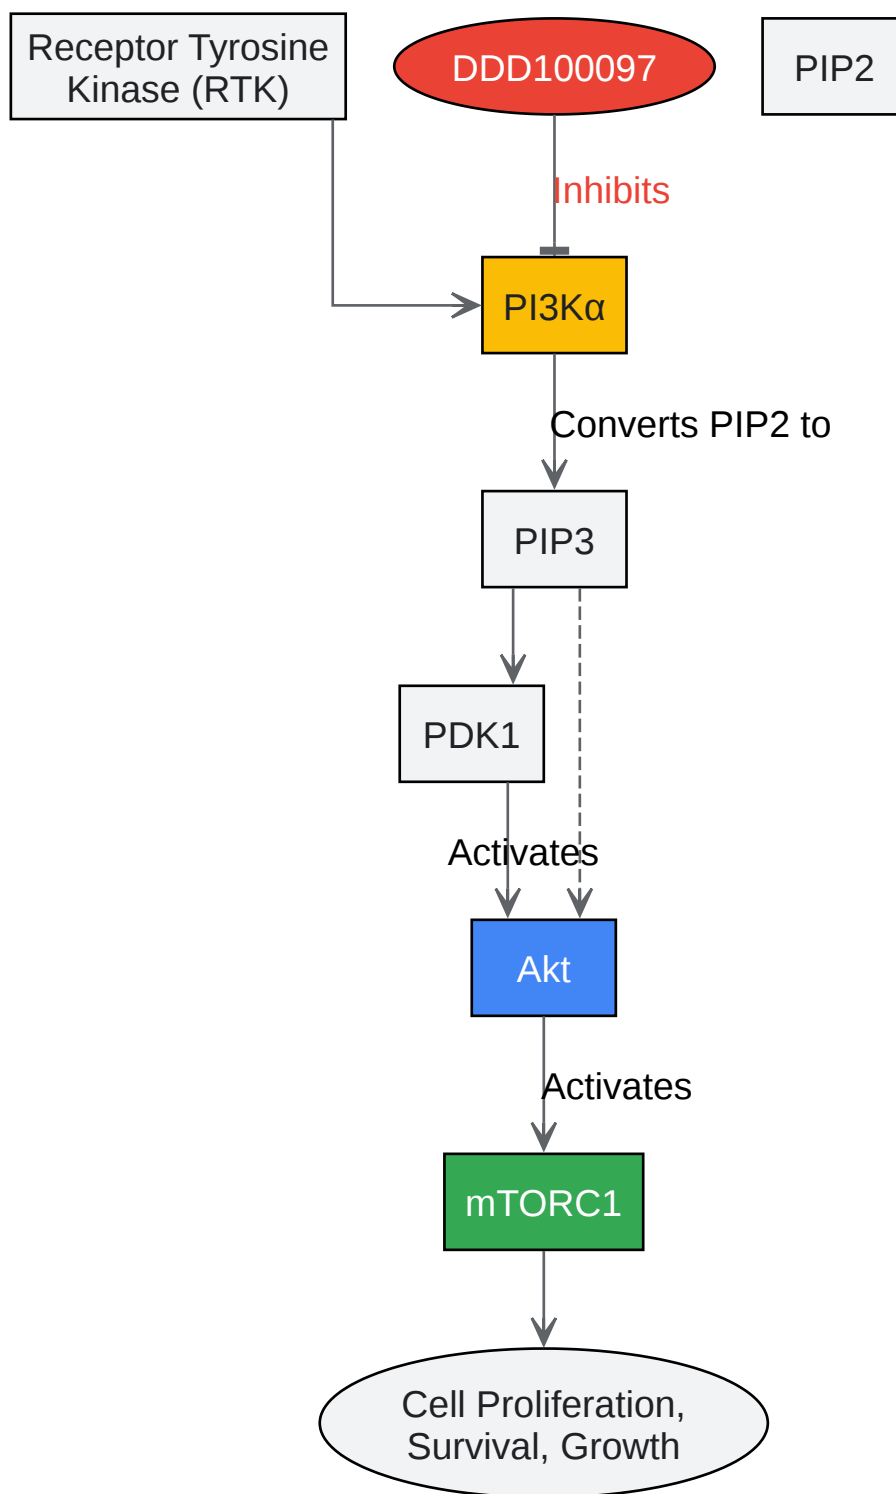 Receptor Tyrosine
Kinase (RTK)
DDD100097
PIP2
Inhibits
PI3Kα
Converts PIP2 to
PIP3
PDK1
Activates
Akt
Activates
mTORC1
Cell Proliferation,
Survival, Growth